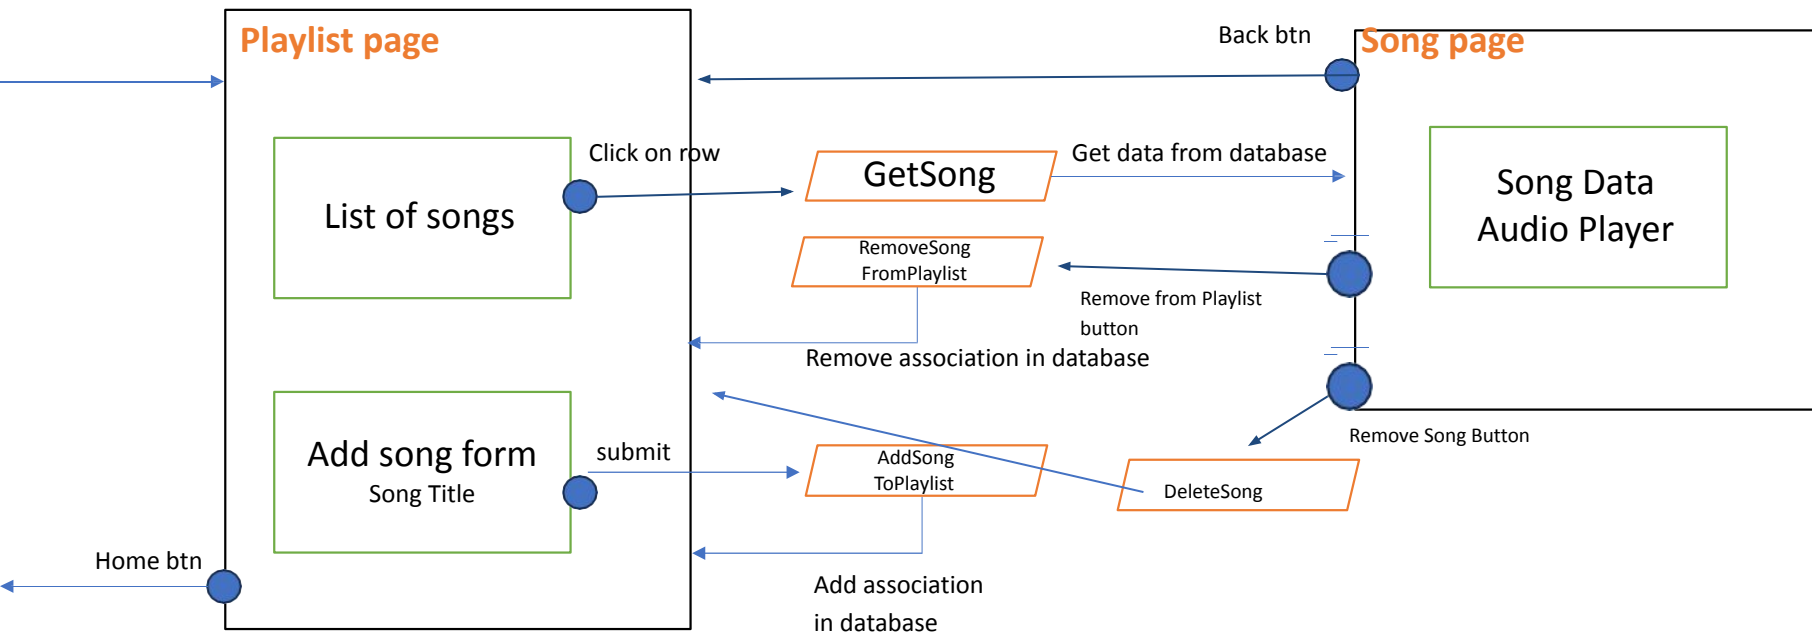 Playlist page
Back btn
Song page
Click on row
GetSong
Get data from database
List of songs
Song Data
Audio Player
RemoveSong
FromPlaylist
Remove from Playlist
button
Remove association in database
Add song form
Song Title
submit
AddSong
ToPlaylist
Remove Song Button
DeleteSong
Home btn
Add association
in database